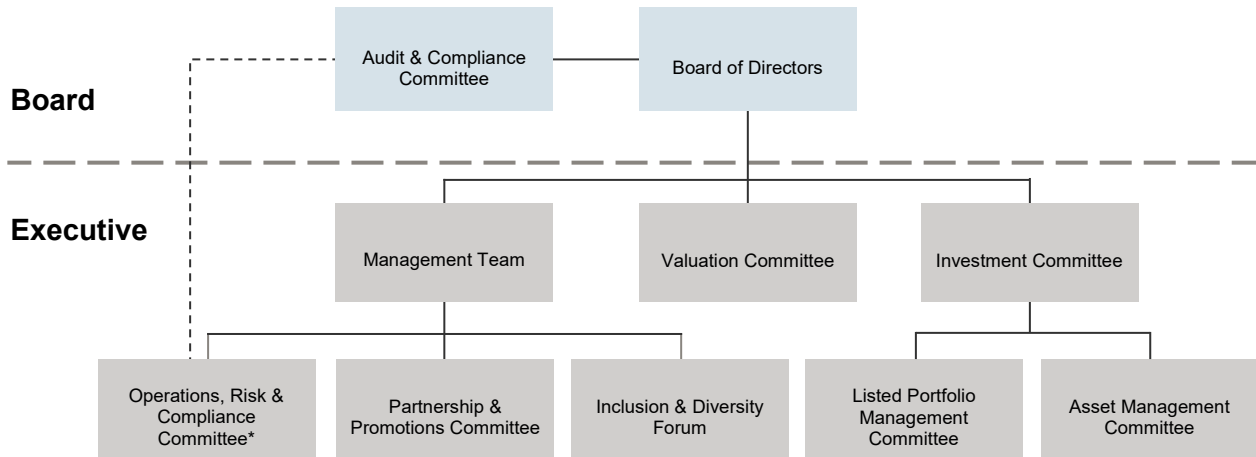 Audit & Compliance
Committee
Board of Directors
Board
Executive
Management Team
Valuation Committee
Investment Committee
Operations, Risk &
Compliance
Committee*
Partnership &
Promotions Committee
Inclusion & Diversity
Forum
Listed Portfolio
Management
Committee
Asset Management
Committee